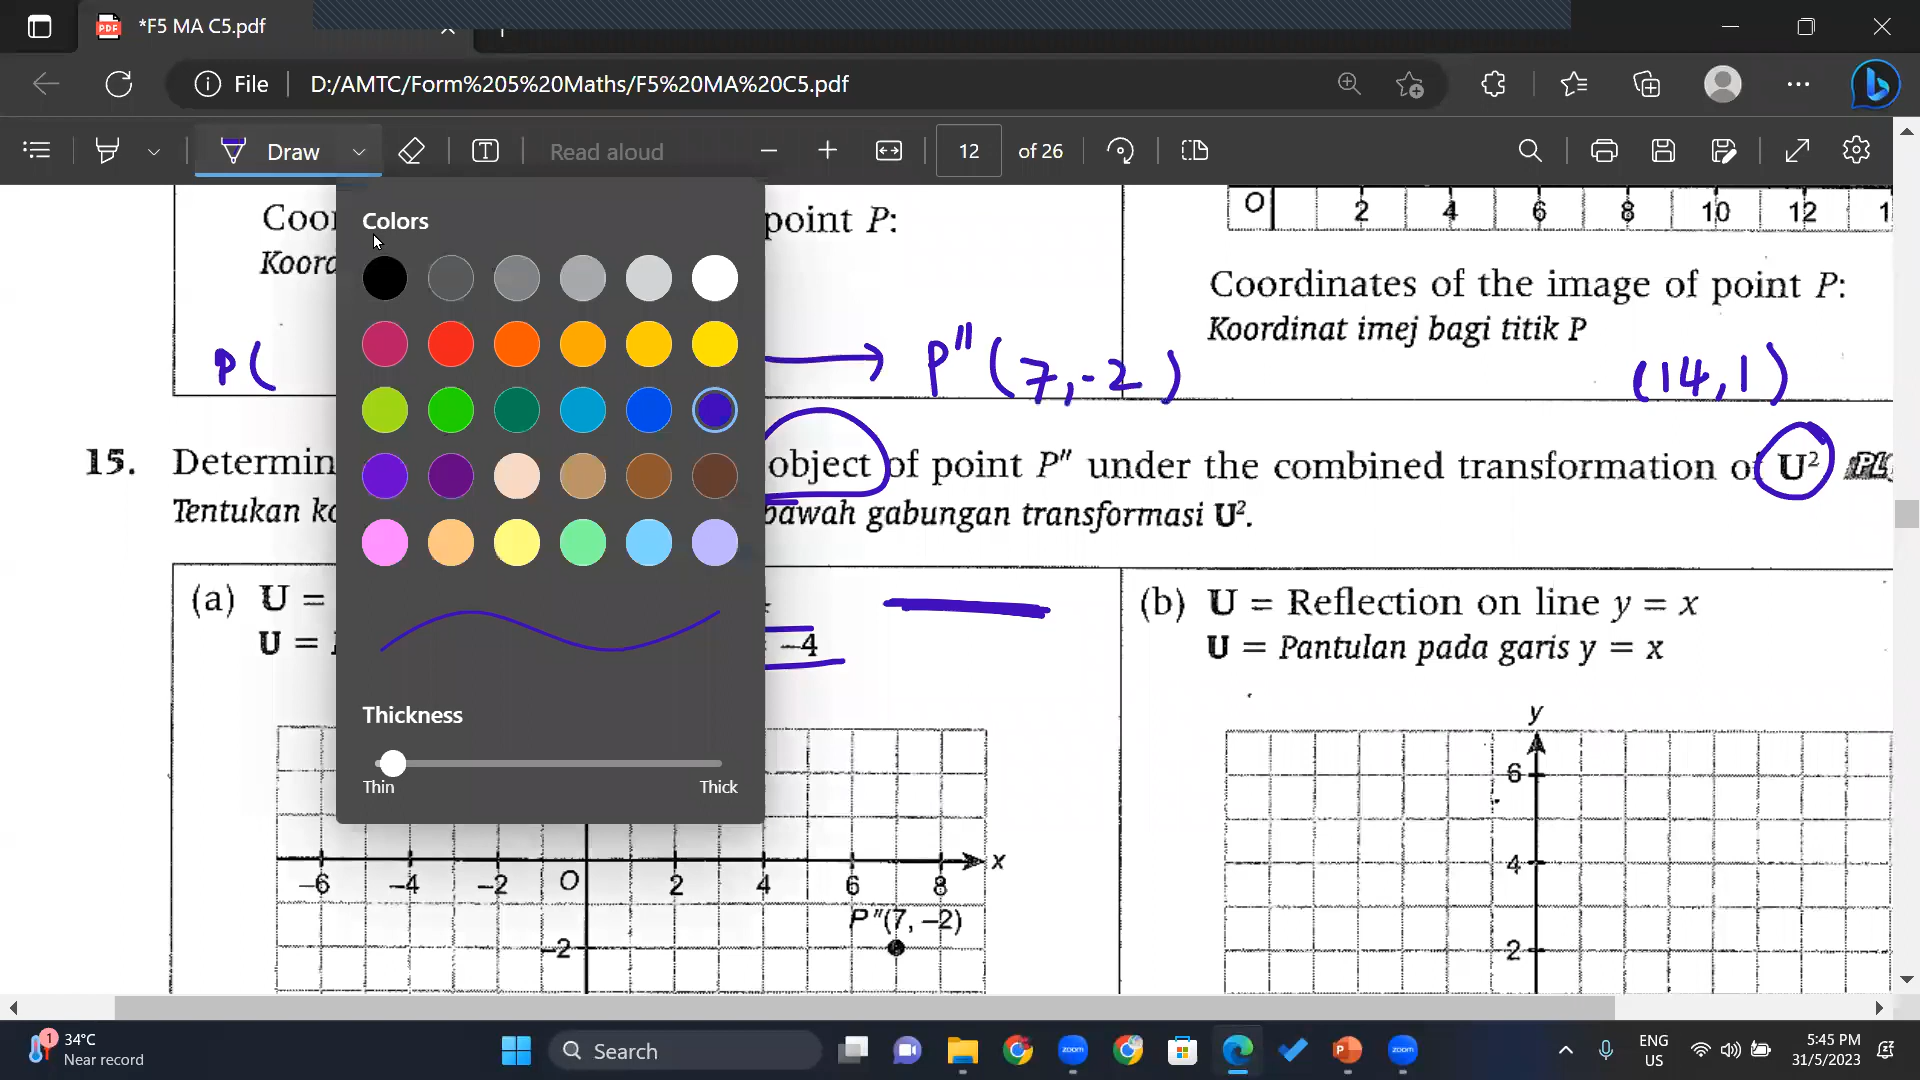 *F5 MA C5.pdf
File
D:/AMTC/Form%205%20Maths/F5%20MA%20C5.pdf
Draw
Read aloud
12 of 26
Colors
Thickness
Thin Thick
point P:
P(
P"(7,-2)
O 2 4 6 8 10 12
Coordinates of the image of point P:
Koordinat imej bagi titik P
(14,1)
15.
object of point P" under the combined transformation of U²
bawah gabungan transformasi U².
(a) U =
U =
-4
-6 -4 -2 O 2 4 6 8 x
P"(7, -2)
-2
(b) U = Reflection on line y = x
U = Pantulan pada garis y = x
y
6
4
2
1
34°C
Near record
Search
zoom
zoom
ENG
US
5:45 PM
31/5/2023